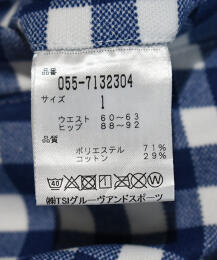 品番
055-7132304
サイズ
1
ウエスト 60~63
ヒップ 88~92
品質
ポリエステル 71%
コットン 29%
40
㈱TSIグルーヴアンドスポーツ